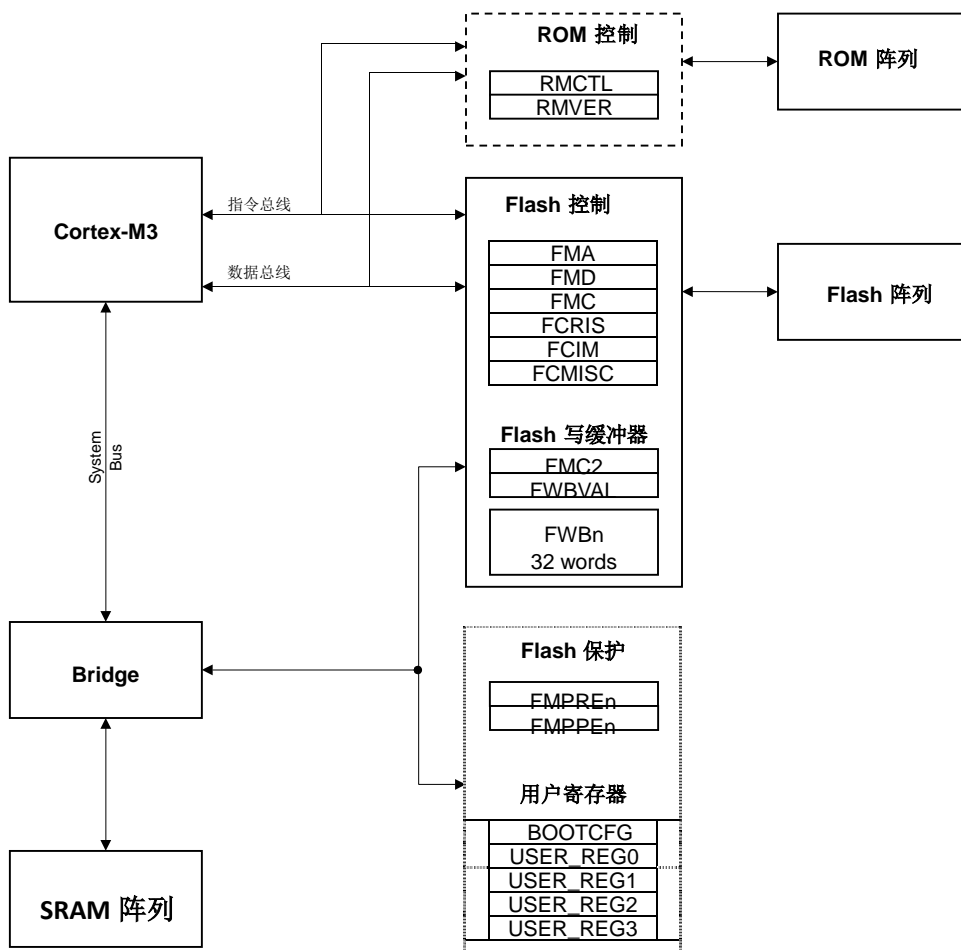 ROM 控制
RMCTL
RMVER
ROM 阵列
Cortex-M3
指令总线
数据总线
Flash 控制
FMA
FMD
FMC
FCRIS
FCIM
FCMISC
Flash 阵列
Flash 写缓冲器
FMC2
FWBVAL
FWBn
32 words
System
Bus
Bridge
Flash 保护
FMPREn
FMPPEn
用户寄存器
BOOTCFG
USER_REG0
USER_REG1
USER_REG2
USER_REG3
SRAM 阵列